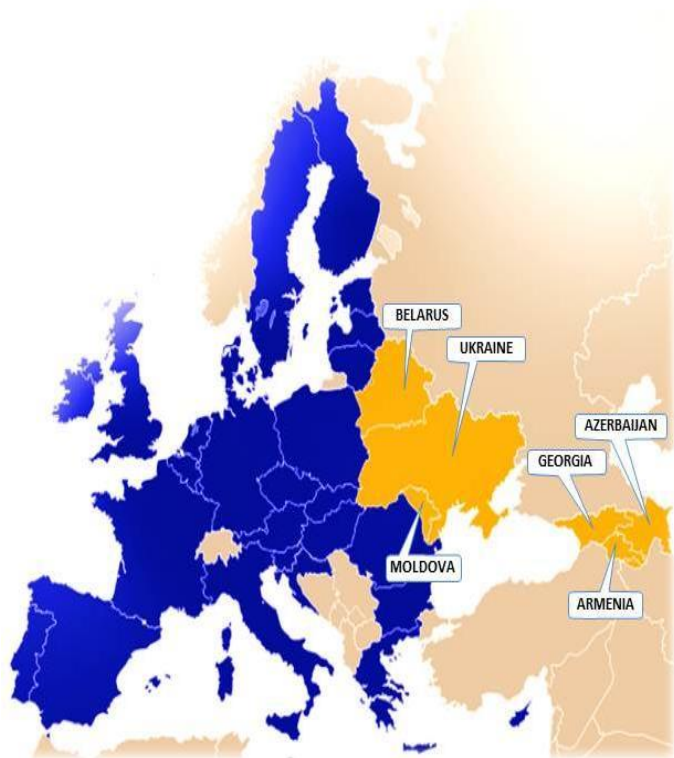 BELARUS
UKRAINE
AZERBAIJAN
GEORGIA
MOLDOVA
ARMENIA